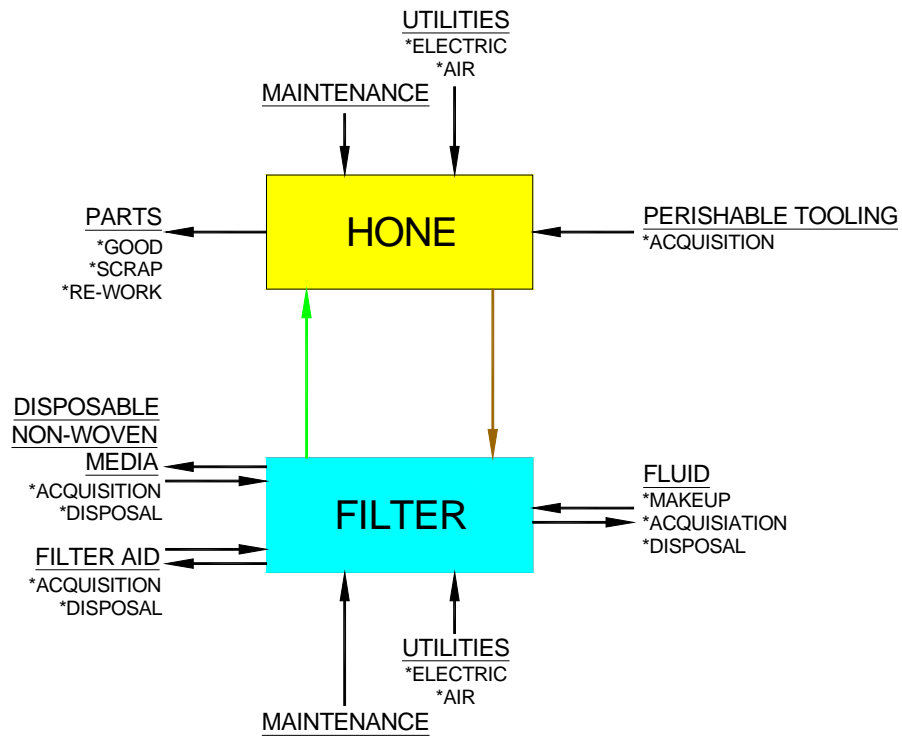 UTILITIES
*ELECTRIC
*AIR
MAINTENANCE
HONE
PARTS
*GOOD
*SCRAP
*RE-WORK
PERISHABLE TOOLING
*ACQUISITION
DISPOSABLE
NON-WOVEN
MEDIA
*ACQUISITION
*DISPOSAL
FILTER AID
*ACQUISITION
*DISPOSAL
FILTER
FLUID
*MAKEUP
*ACQUISIATION
*DISPOSAL
UTILITIES
*ELECTRIC
*AIR
MAINTENANCE